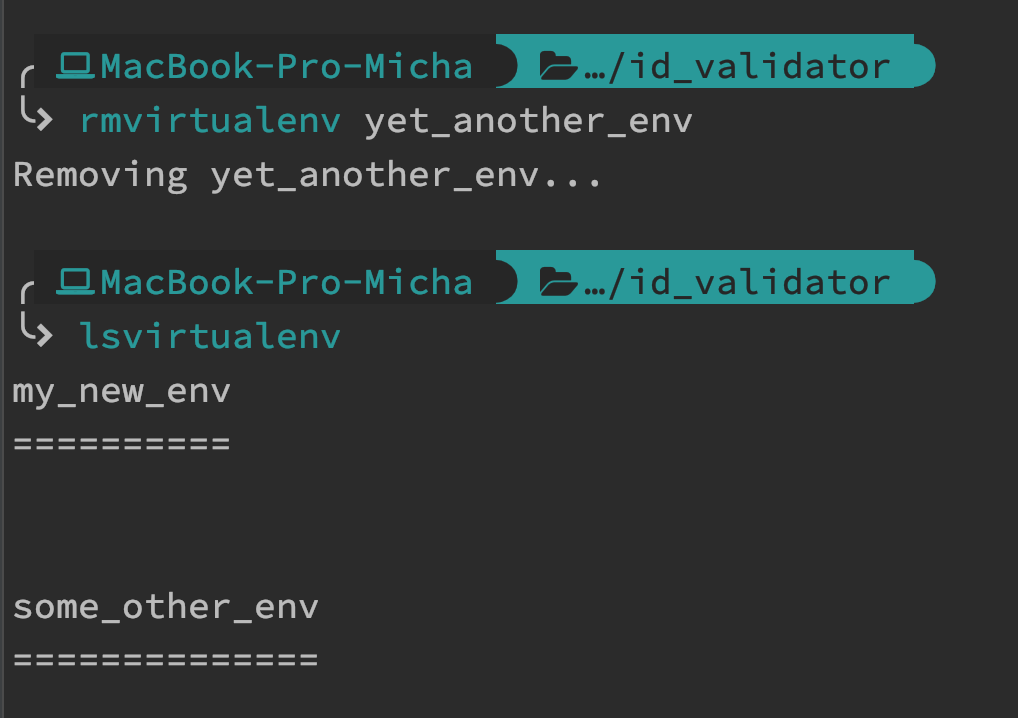 MacBook-Pro-Micha …/id_validator
rmvirtualenv yet_another_env
Removing yet_another_env...
MacBook-Pro-Micha …/id_validator
lsvirtualenv
my_new_env
==========
some_other_env
==============